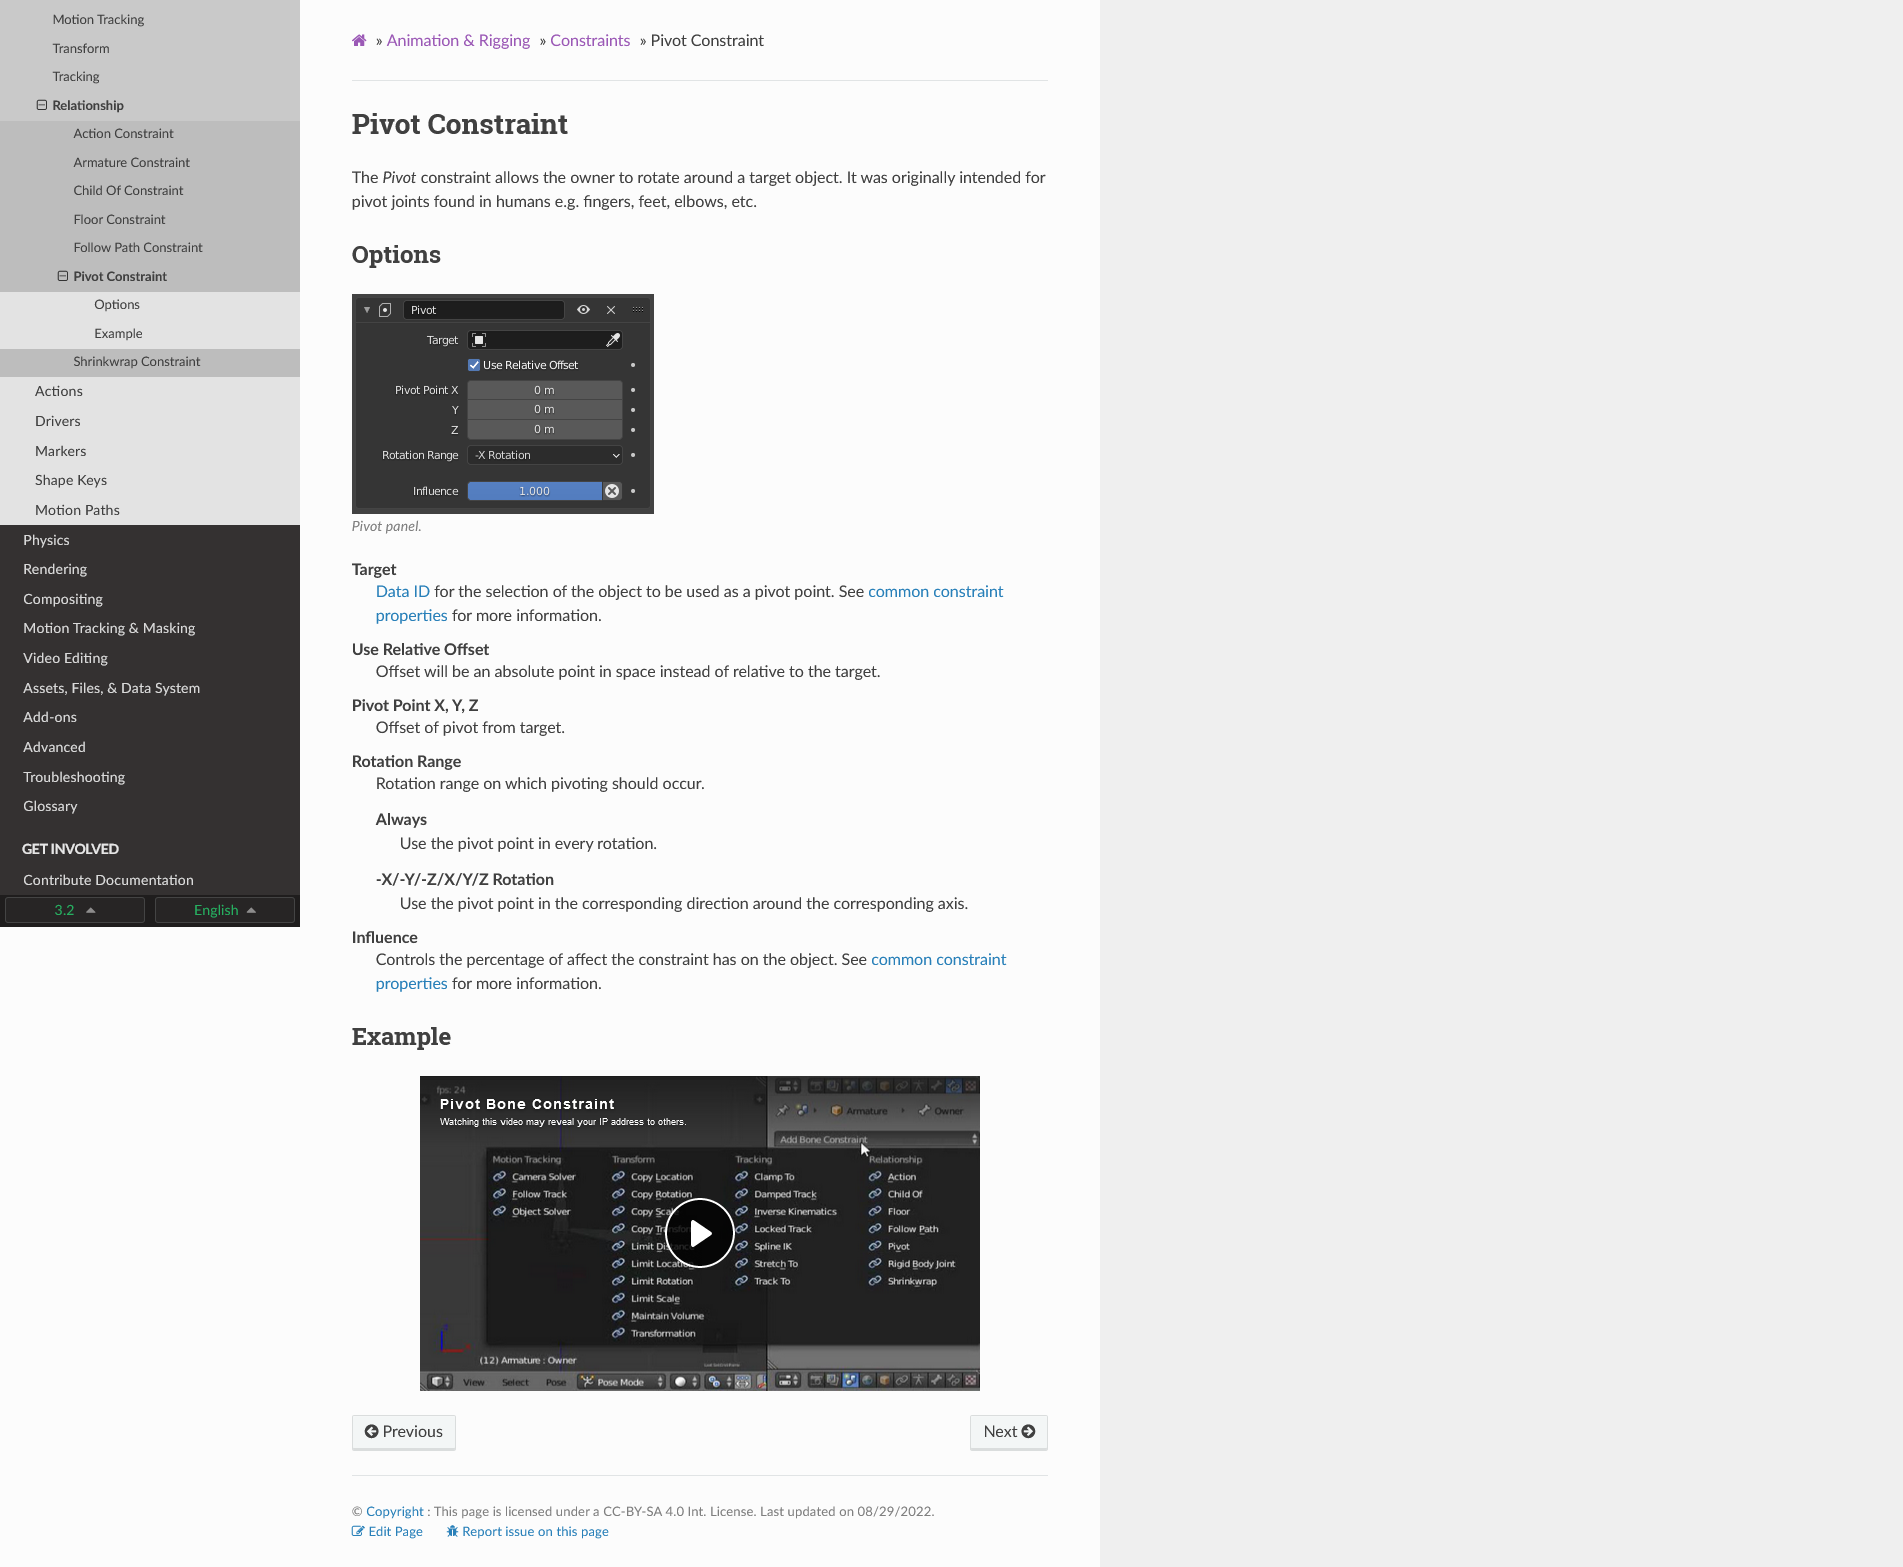 Motion Tracking
Transform
Tracking
Relationship
Action Constraint
Armature Constraint
Child Of Constraint
Floor Constraint
Follow Path Constraint
Pivot Constraint
Options
Example
Shrinkwrap Constraint
Actions
Drivers
Markers
Shape Keys
Motion Paths
Physics
Rendering
Compositing
Motion Tracking & Masking
Video Editing
Assets, Files, & Data System
Add-ons
Advanced
Troubleshooting
Glossary
GET INVOLVED
Contribute Documentation
3.2 English
» Animation & Rigging » Constraints » Pivot Constraint
Pivot Constraint
The Pivot constraint allows the owner to rotate around a target object. It was originally intended for
pivot joints found in humans e.g. fingers, feet, elbows, etc.
Options
Pivot
Target
Use Relative Offset
Pivot Point X 0 m
Y 0 m
Z 0 m
Rotation Range -X Rotation
Influence 1.000
Pivot panel.
Target
Data ID for the selection of the object to be used as a pivot point. See common constraint
properties for more information.
Use Relative Offset
Offset will be an absolute point in space instead of relative to the target.
Pivot Point X, Y, Z
Offset of pivot from target.
Rotation Range
Rotation range on which pivoting should occur.
Always
Use the pivot point in every rotation.
-X/-Y/-Z/X/Y/Z Rotation
Use the pivot point in the corresponding direction around the corresponding axis.
Influence
Controls the percentage of affect the constraint has on the object. See common constraint
properties for more information.
Example
fps: 24
Pivot Bone Constraint
Watching this video may reveal your IP address to others.
Armature Owner
Add Bone Constraint
Motion Tracking Transform Tracking Relationship
Camera Solver Copy Location Clamp To Action
Follow Track Copy Rotation Damped Track Child Of
Object Solver Copy Inverse Kinematics Floor
Copy Locked Track Follow Path
Limit Spline IK Pivot
Limit Stretch To Rigid Body Joint
Limit Rotation Track To Shrinkwrap
Limit Scale
Maintain Volume
Transformation
(12) Armature : Owner
View Select Pose Pose Mode
Previous Next
© Copyright : This page is licensed under a CC-BY-SA 4.0 Int. License. Last updated on 08/29/2022.
Edit Page Report issue on this page